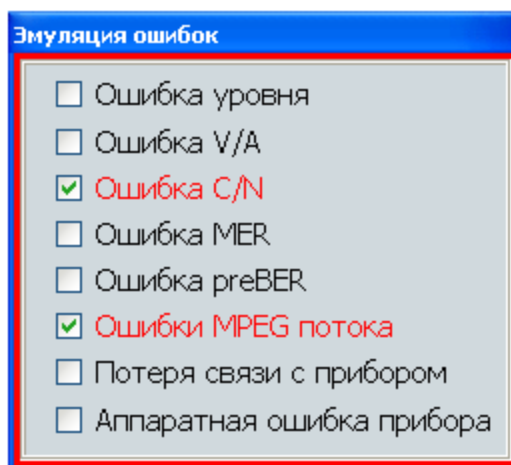 Эмуляция ошибок
Ошибка уровня
Ошибка V/A
Ошибка C/N
Ошибка MER
Ошибка preBER
Ошибки MPEG потока
Потеря связи с прибором
Аппаратная ошибка прибора